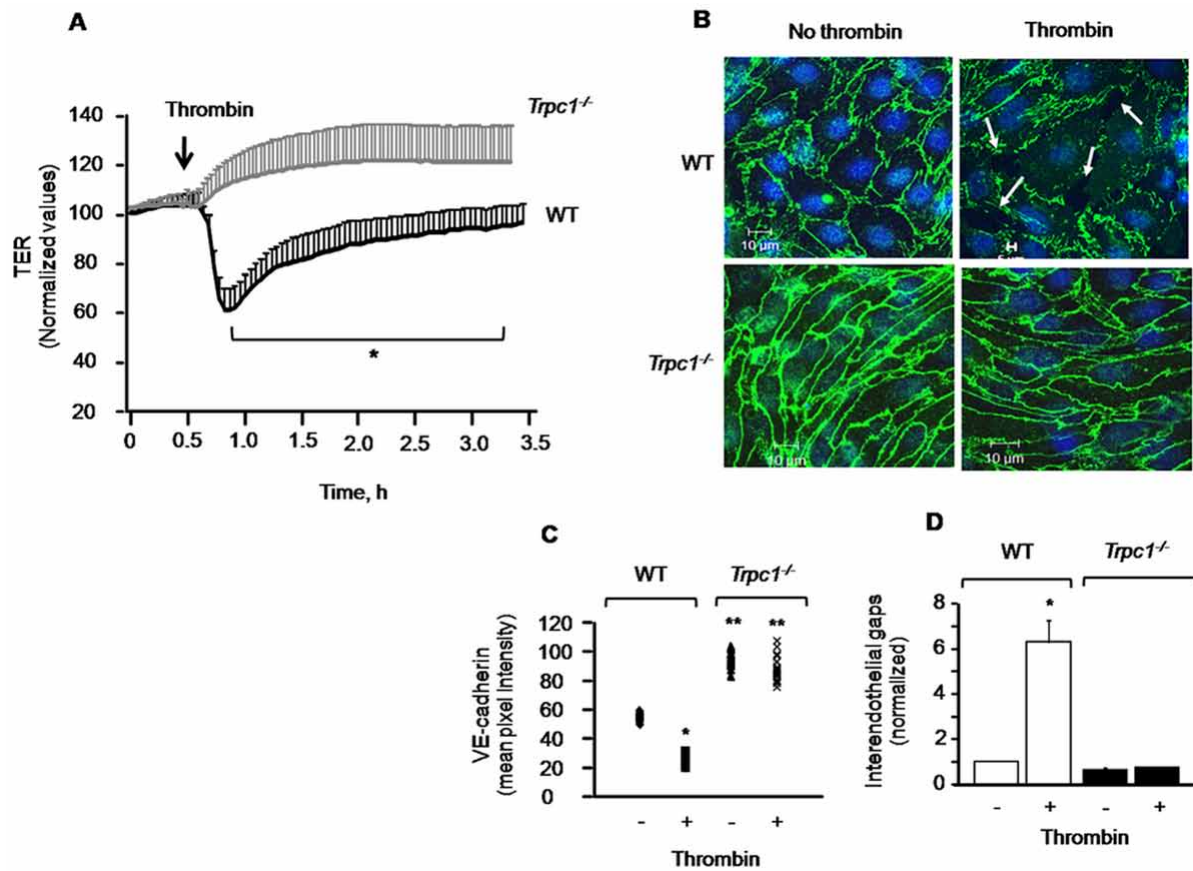 A
Thrombin
Trpc1-/-
WT
*
TER
(Normalized values)
140
120
100
80
60
40
20
0
0.5
1.0
1.5
2.0
2.5
3.0
3.5
Time, h
B
No thrombin
Thrombin
WT
Trpc1-/-
10 µm
10 µm
10 µm
C
WT
Trpc1-/-
VE-cadherin
(mean pixel Intensity)
120
100
80
60
40
20
0
*
**
**
- + - +
Thrombin
D
WT
Trpc1-/-
Interendothelial gaps
(normalized)
8
6
4
2
0
*
- + - +
Thrombin